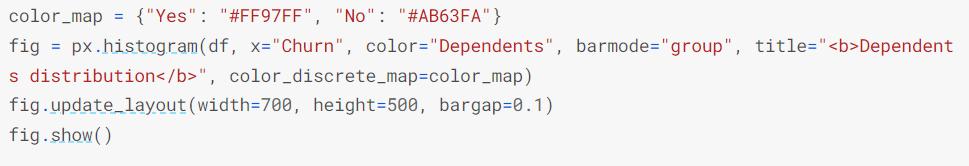 color_map = {"Yes": "#FF97FF", "No": "#AB63FA"}
fig = px.histogram(df, x="Churn", color="Dependents", barmode="group", title="<b>Dependent
s distribution</b>", color_discrete_map=color_map)
fig.update_layout(width=700, height=500, bargap=0.1)
fig.show()